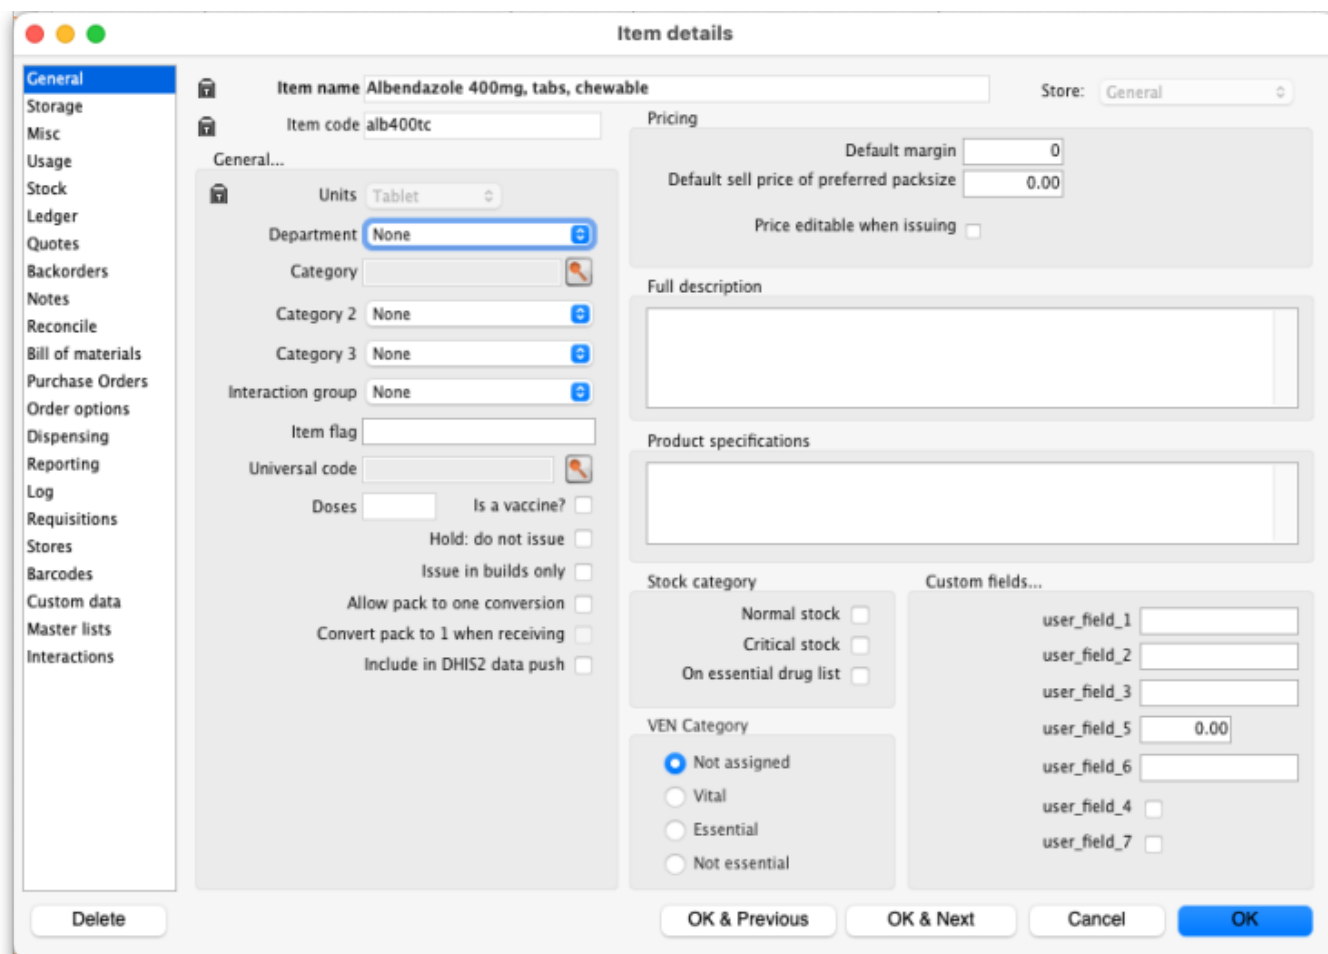 Item details
General
Storage
Misc
Usage
Stock
Ledger
Quotes
Backorders
Notes
Reconcile
Bill of materials
Purchase Orders
Order options
Dispensing
Reporting
Log
Requisitions
Stores
Barcodes
Custom data
Master lists
Interactions
Item name Albendazole 400mg, tabs, chewable
Store: General
Item code alb400tc
General...
Units Tablet
Department None
Category
Category 2 None
Category 3 None
Interaction group None
Item flag
Universal code
Doses Is a vaccine?
Hold: do not issue
Issue in builds only
Allow pack to one conversion
Convert pack to 1 when receiving
Include in DHIS2 data push
Pricing
Default margin 0
Default sell price of preferred packsize 0.00
Price editable when issuing
Full description
Product specifications
Stock category
Normal stock
Critical stock
On essential drug list
VEN Category
Not assigned
Vital
Essential
Not essential
Custom fields...
user_field_1
user_field_2
user_field_3
user_field_5 0.00
user_field_6
user_field_4
user_field_7
Delete
OK & Previous
OK & Next
Cancel
OK